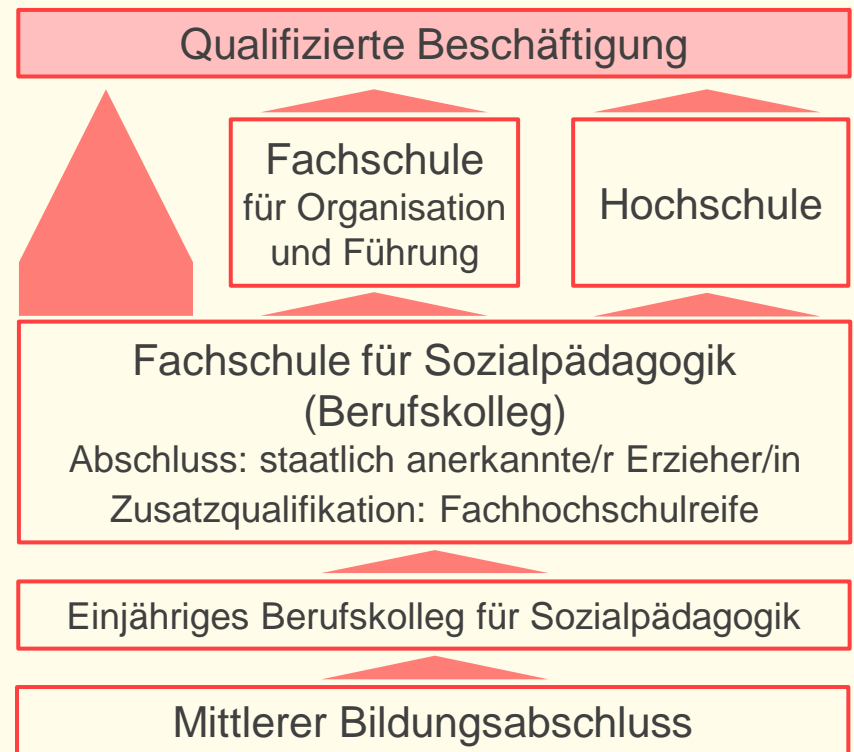 Qualifizierte Beschäftigung
Fachschule
für Organisation
und Führung
Hochschule
Fachschule für Sozialpädagogik
(Berufskolleg)
Abschluss: staatlich anerkannte/r Erzieher/in
Zusatzqualifikation: Fachhochschulreife
Einjähriges Berufskolleg für Sozialpädagogik
Mittlerer Bildungsabschluss